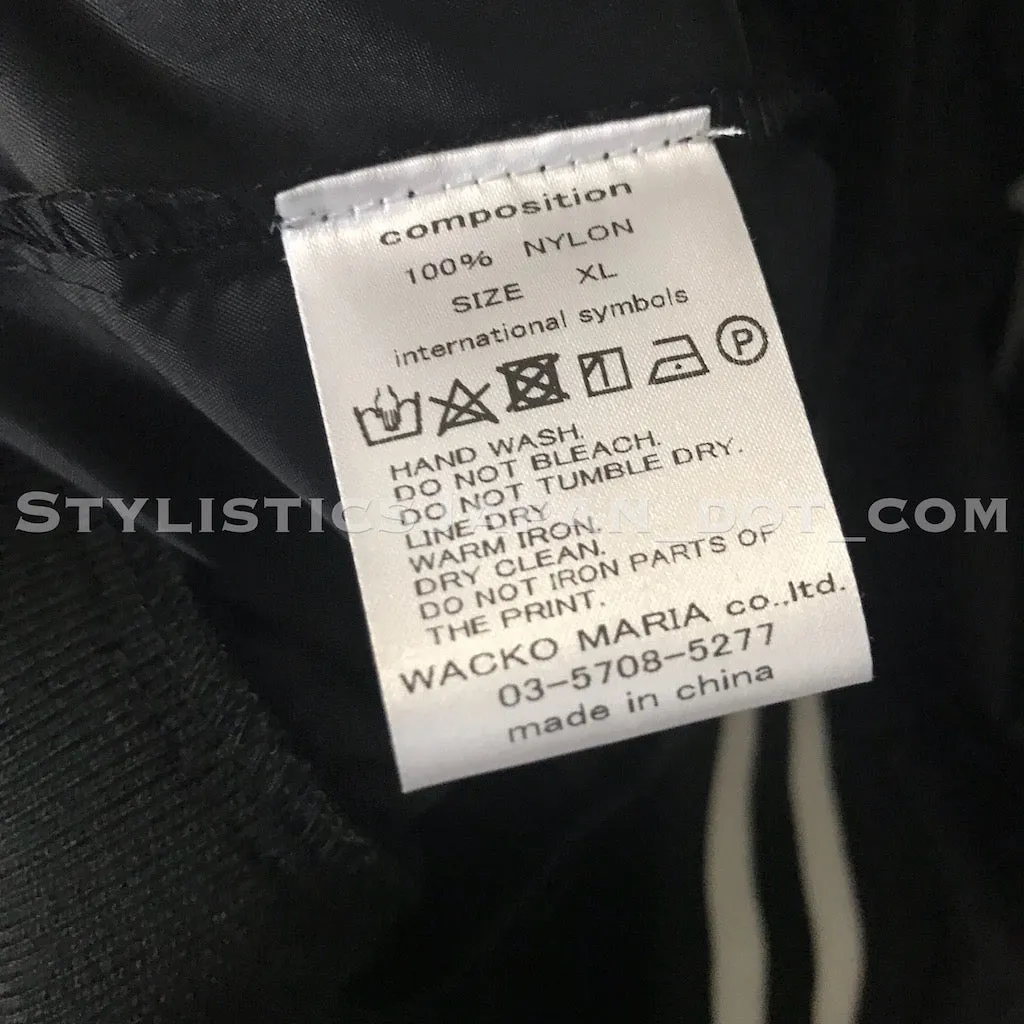 composition
100% NYLON
SIZE XL
international symbols
P
HAND WASH.
DO NOT BLEACH.
DO NOT TUMBLE DRY.
LINE DRY
WARM IRON.
DRY CLEAN.
DO NOT IRON PARTS OF
THE PRINT.
WACKO MARIA co.,ltd.
03-5708-5277
made in china
StylisticsJapan_dot_com